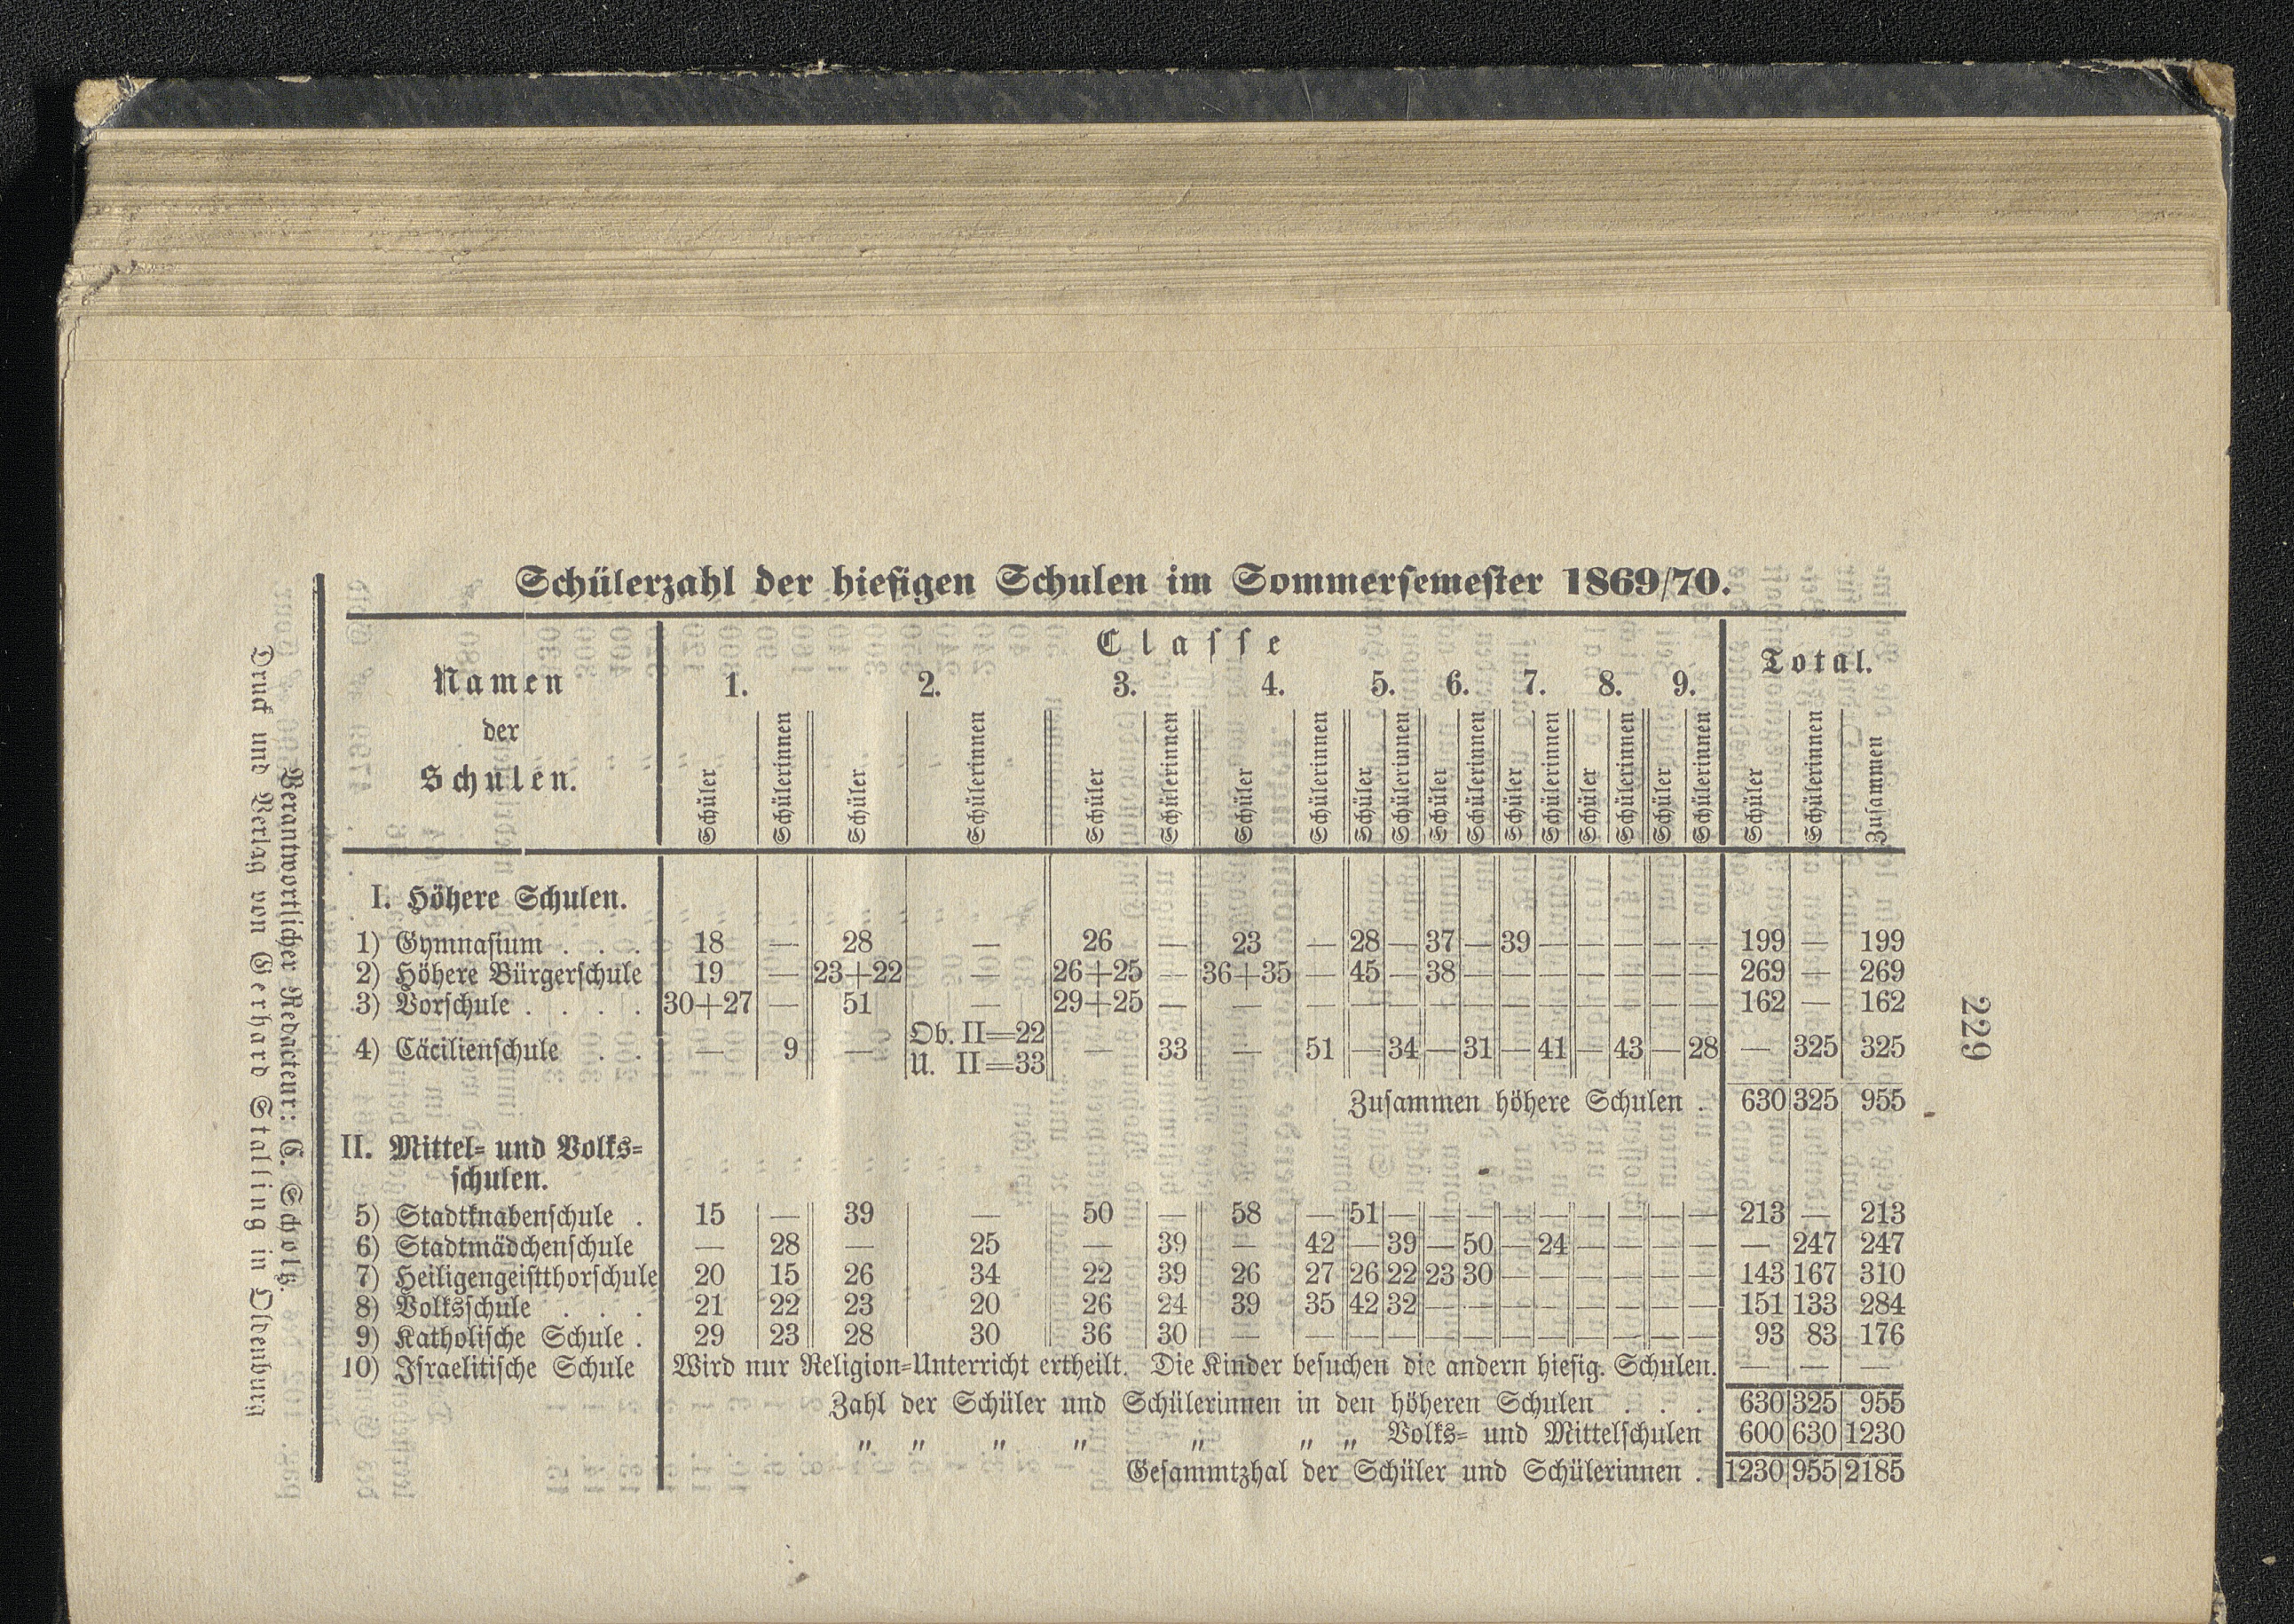 Schülerzahl der hiesigen Schulen im Sommersemester 1869/70.
Namen der Schulen. Classe Total.
1. 2. 3. 4. 5. 6. 7. 8. 9.
Schüler Schülerinnen Schüler Schülerinnen Schüler Schülerinnen Schüler Schülerinnen Schüler Schülerinnen Schüler Schülerinnen Schüler Schülerinnen Schüler Schülerinnen Schüler Schülerinnen Schüler Schülerinnen Zusammen
I. Höhere Schulen.
1) Gymnasium . . . 18 — 28 — 26 — 23 — 28 — 37 — 39 — — — — — 199 — 199
2) Höhere Bürgerschule 19 — 23+22 — 26+25 — 36+35 — 45 — 38 — — — — — — — 269 — 269
3) Vorschule . . . . 30+27 — 51 — 29+25 — — — — — — — — — — — — — 162 — 162
4) Cäcilienschule . . — 9 — Ob. II=22 U. II=33 — 33 — 51 — 34 — 31 — 41 — 43 — 28 — 325 325
Zusammen höhere Schulen . 630 325 955
II. Mittel- und Volks-
schulen.
5) Stadtknabenschule . 15 — 39 — 50 — 58 — 51 — — — — — — — — — 213 — 213
6) Stadtmädchenschule — 28 — 25 — 39 — 42 — 39 — 50 — 24 — — — — — 247 247
7) Heiligengeistthorschule 20 15 26 34 22 39 26 27 26 22 23 30 — — — — — — 143 167 310
8) Volksschule . . . 21 22 23 20 26 24 39 35 42 32 — — — — — — — — 151 133 284
9) Katholische Schule . 29 23 28 30 36 30 — — — — — — — — — — — — 93 83 176
10) Israelitische Schule Wird nur Religion-Unterricht ertheilt. Die Kinder besuchen die andern hiesig. Schulen. — — —
Zahl der Schüler und Schülerinnen in den höheren Schulen . . . 630 325 955
" " " " " " " Volks- und Mittelschulen 600 630 1230
Gesammtzhal der Schüler und Schülerinnen . 1230 955 2185
Verantwortlicher Redacteur: C. Scholz.
Druck und Verlag von Gerhard Stalling in Oldenburg
229